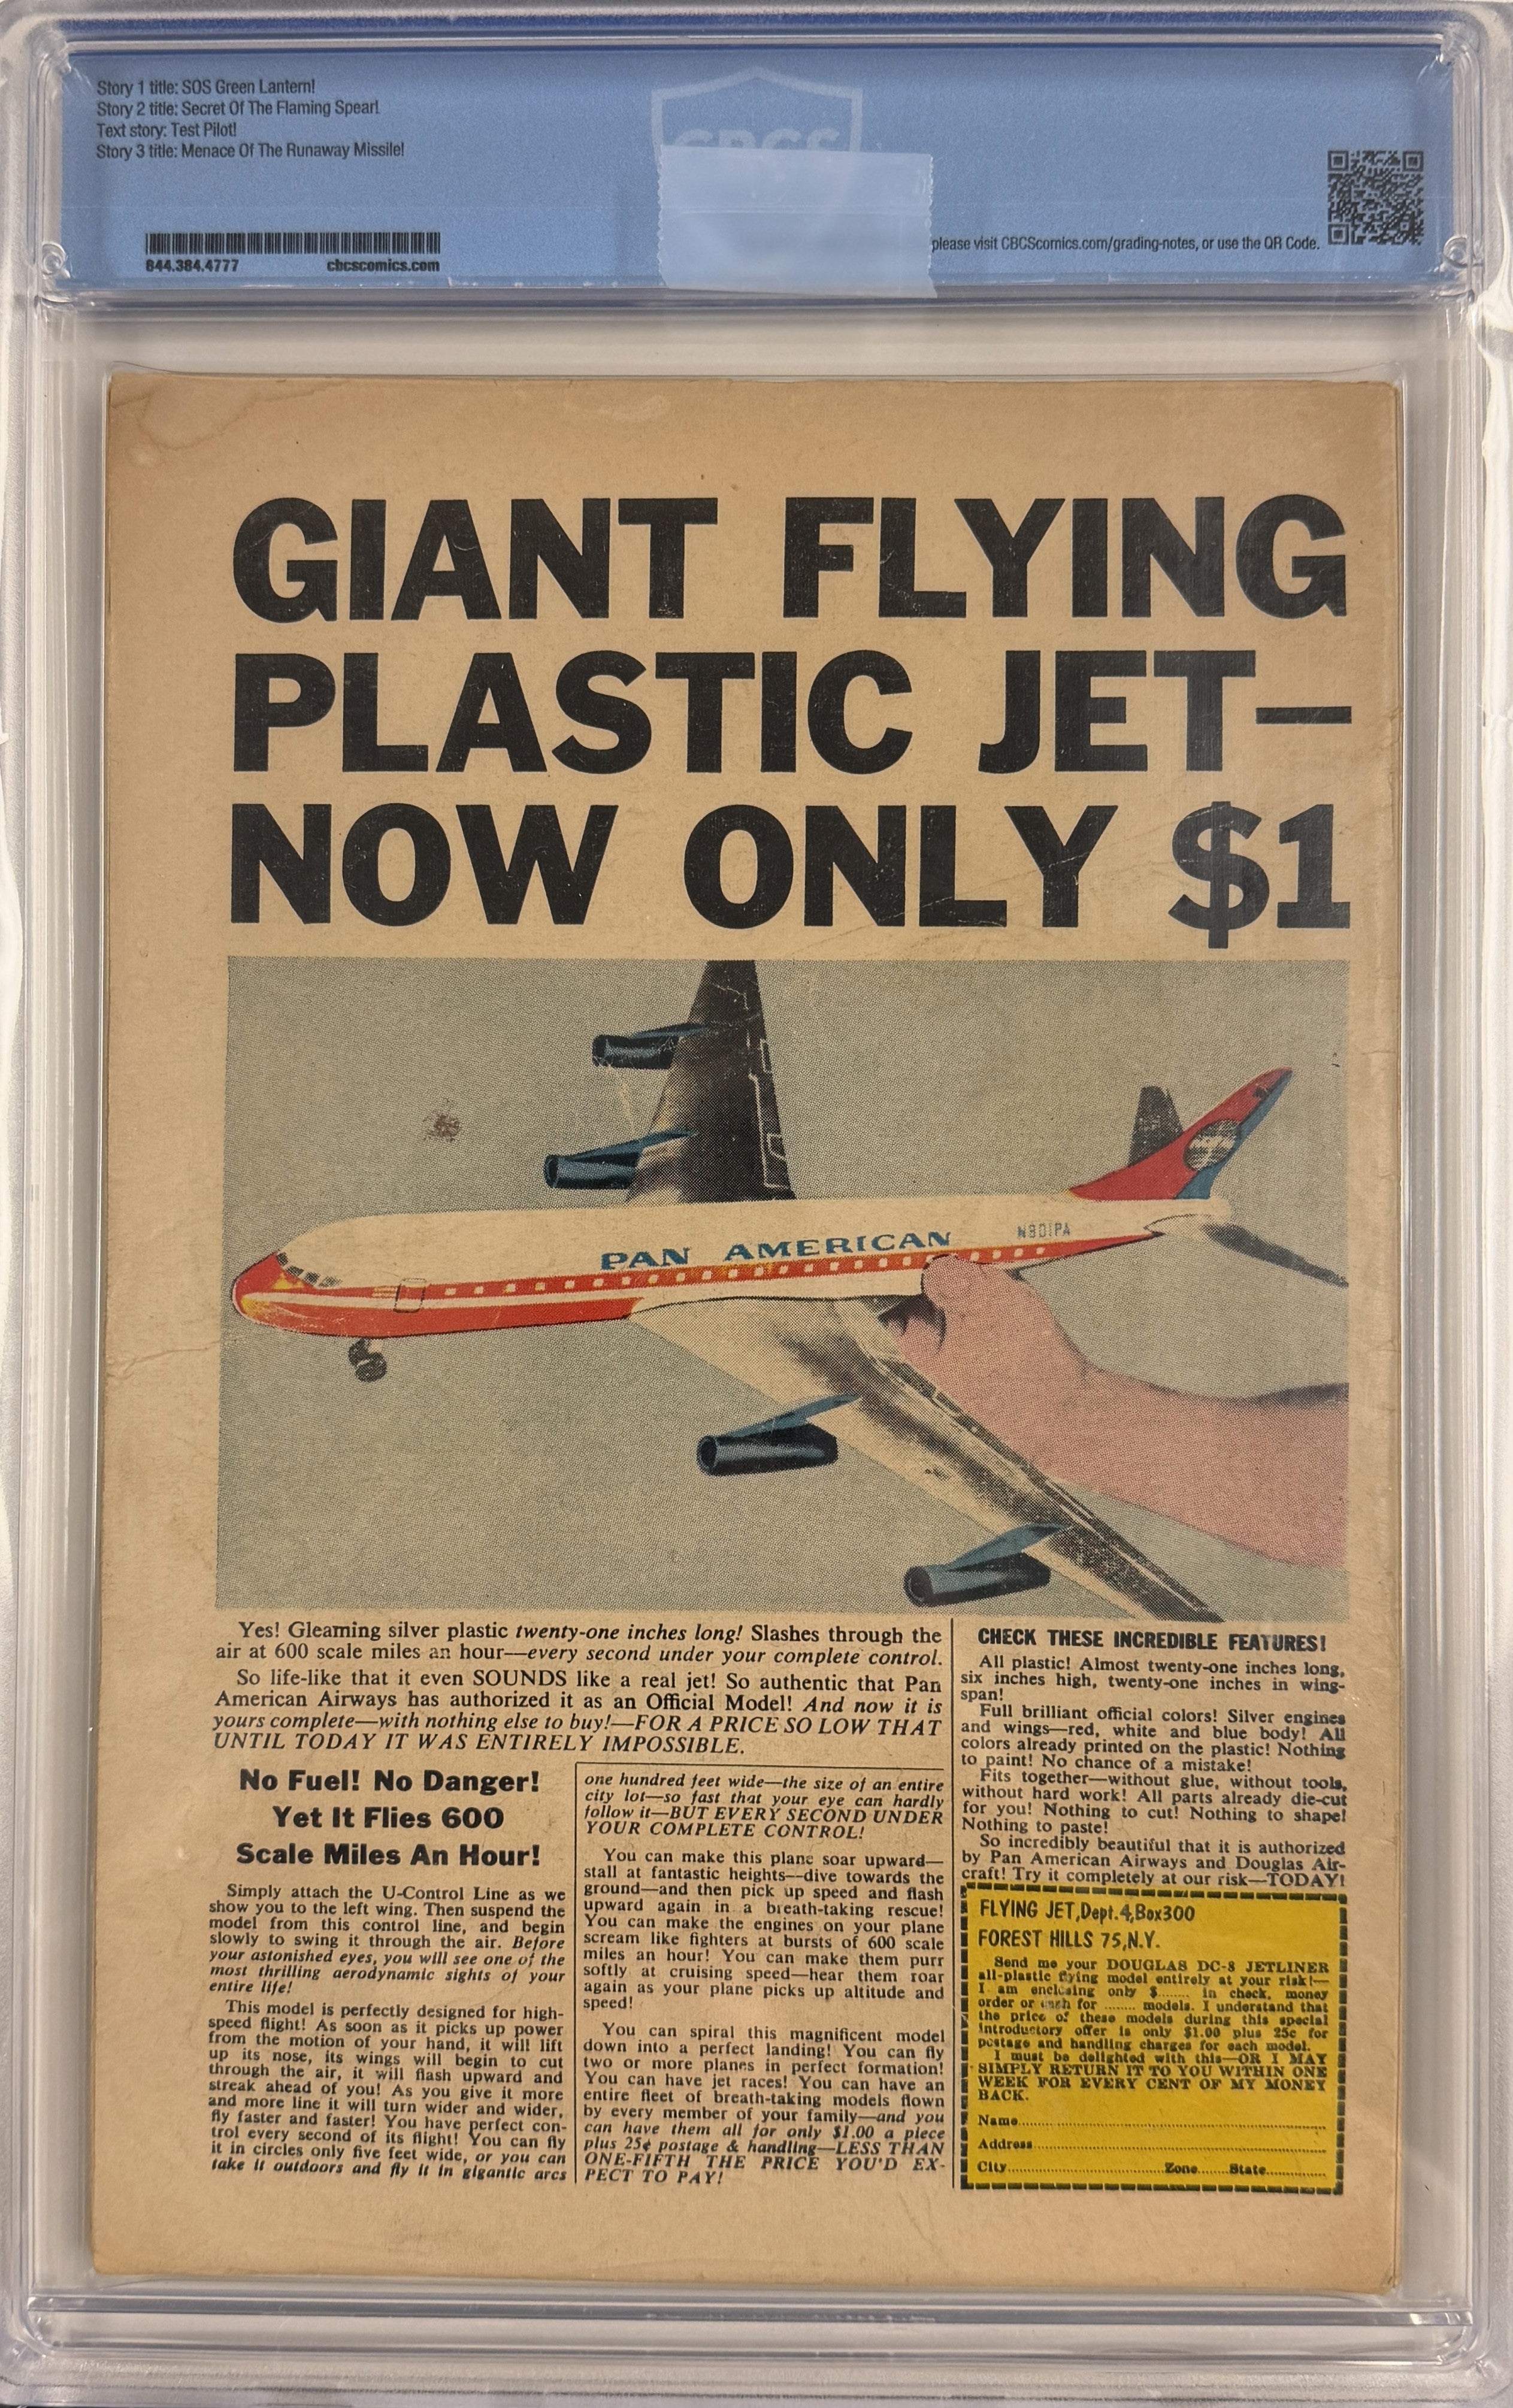 Story 1 title: SOS Green Lantern!
Story 2 title: Secret Of The Flaming Spear!
Text story: Test Pilot!
Story 3 title: Menace Of The Runaway Missile!
CBCS
please visit CBCScomics.com/grading-notes, or use the QR Code.
844.384.4777 cbcscomics.com
GIANT FLYING
PLASTIC JET—
NOW ONLY $1
PAN AMERICAN
N801PA
Yes! Gleaming silver plastic twenty-one inches long! Slashes through the
air at 600 scale miles an hour—every second under your complete control.
So life-like that it even SOUNDS like a real jet! So authentic that Pan
American Airways has authorized it as an Official Model! And now it is
yours complete—with nothing else to buy!—FOR A PRICE SO LOW THAT
UNTIL TODAY IT WAS ENTIRELY IMPOSSIBLE.
No Fuel! No Danger!
Yet It Flies 600
Scale Miles An Hour!
Simply attach the U-Control Line as we
show you to the left wing. Then suspend the
model from this control line, and begin
slowly to swing it through the air. Before
your astonished eyes, you will see one of the
most thrilling aerodynamic sights of your
entire life!
This model is perfectly designed for high-
speed flight! As soon as it picks up power
from the motion of your hand, it will lift
up its nose, its wings will begin to cut
through the air, it will flash upward and
streak ahead of you! As you give it more
and more line it will turn wider and wider,
fly faster and faster! You have perfect con-
trol every second of its flight! You can fly
it in circles only five feet wide, or you can
take it outdoors and fly it in gigantic arcs
one hundred feet wide—the size of an entire
city lot—so fast that your eye can hardly
follow it—BUT EVERY SECOND UNDER
YOUR COMPLETE CONTROL!
You can make this plane soar upward—
stall at fantastic heights—dive towards the
ground—and then pick up speed and flash
upward again in a breath-taking rescue!
You can make the engines on your plane
scream like fighters at bursts of 600 scale
miles an hour! You can make them purr
softly at cruising speed—hear them roar
again as your plane picks up altitude and
speed!
You can spiral this magnificent model
down into a perfect landing! You can fly
two or more planes in perfect formation!
You can have jet races! You can have an
entire fleet of breath-taking models flown
by every member of your family—and you
can have them all for only $1.00 a piece
plus 25¢ postage & handling—LESS THAN
ONE-FIFTH THE PRICE YOU'D EX-
PECT TO PAY!
CHECK THESE INCREDIBLE FEATURES!
All plastic! Almost twenty-one inches long,
six inches high, twenty-one inches in wing-
span!
Full brilliant official colors! Silver engines
and wings—red, white and blue body! All
colors already printed on the plastic! Nothing
to paint! No chance of a mistake!
Fits together—without glue, without tools,
without hard work! All parts already die-cut
for you! Nothing to cut! Nothing to shape!
Nothing to paste!
So incredibly beautiful that it is authorized
by Pan American Airways and Douglas Air-
craft! Try it completely at our risk—TODAY!
FLYING JET, Dept. 4, Box 300
FOREST HILLS 75, N.Y.
Send me your DOUGLAS DC-8 JETLINER
all-plastic flying model entirely at your risk!—
I am enclosing only $....... in check, money
order or cash for ........ models. I understand that
the price of these models during this special
introductory offer is only $1.00 plus 25c for
postage and handling charges for each model.
I must be delighted with this—OR I MAY
SIMPLY RETURN IT TO YOU WITHIN ONE
WEEK FOR EVERY CENT OF MY MONEY
BACK.
Name
Address
City Zone State